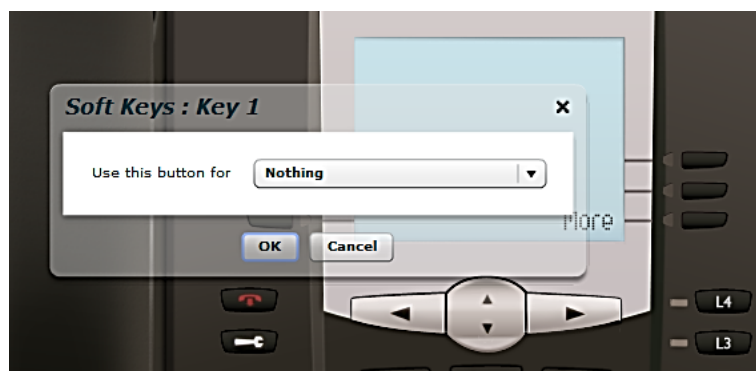 Soft Keys : Key 1
Use this button for
Nothing
More
OK
Cancel
L4
L3